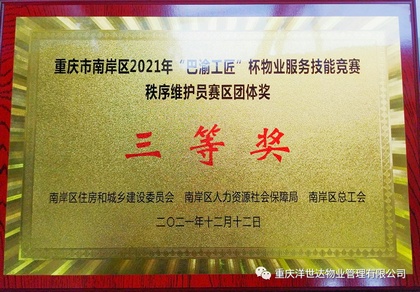 重庆市南岸区2021年“巴渝工匠”杯物业服务技能竞赛
秩序维护员赛区团体奖
三等奖
南岸区住房和城乡建设委员会 南岸区人力资源社会保障局 南岸区总工会
二〇二一年十二月十二日
重庆洋世达物业管理有限公司